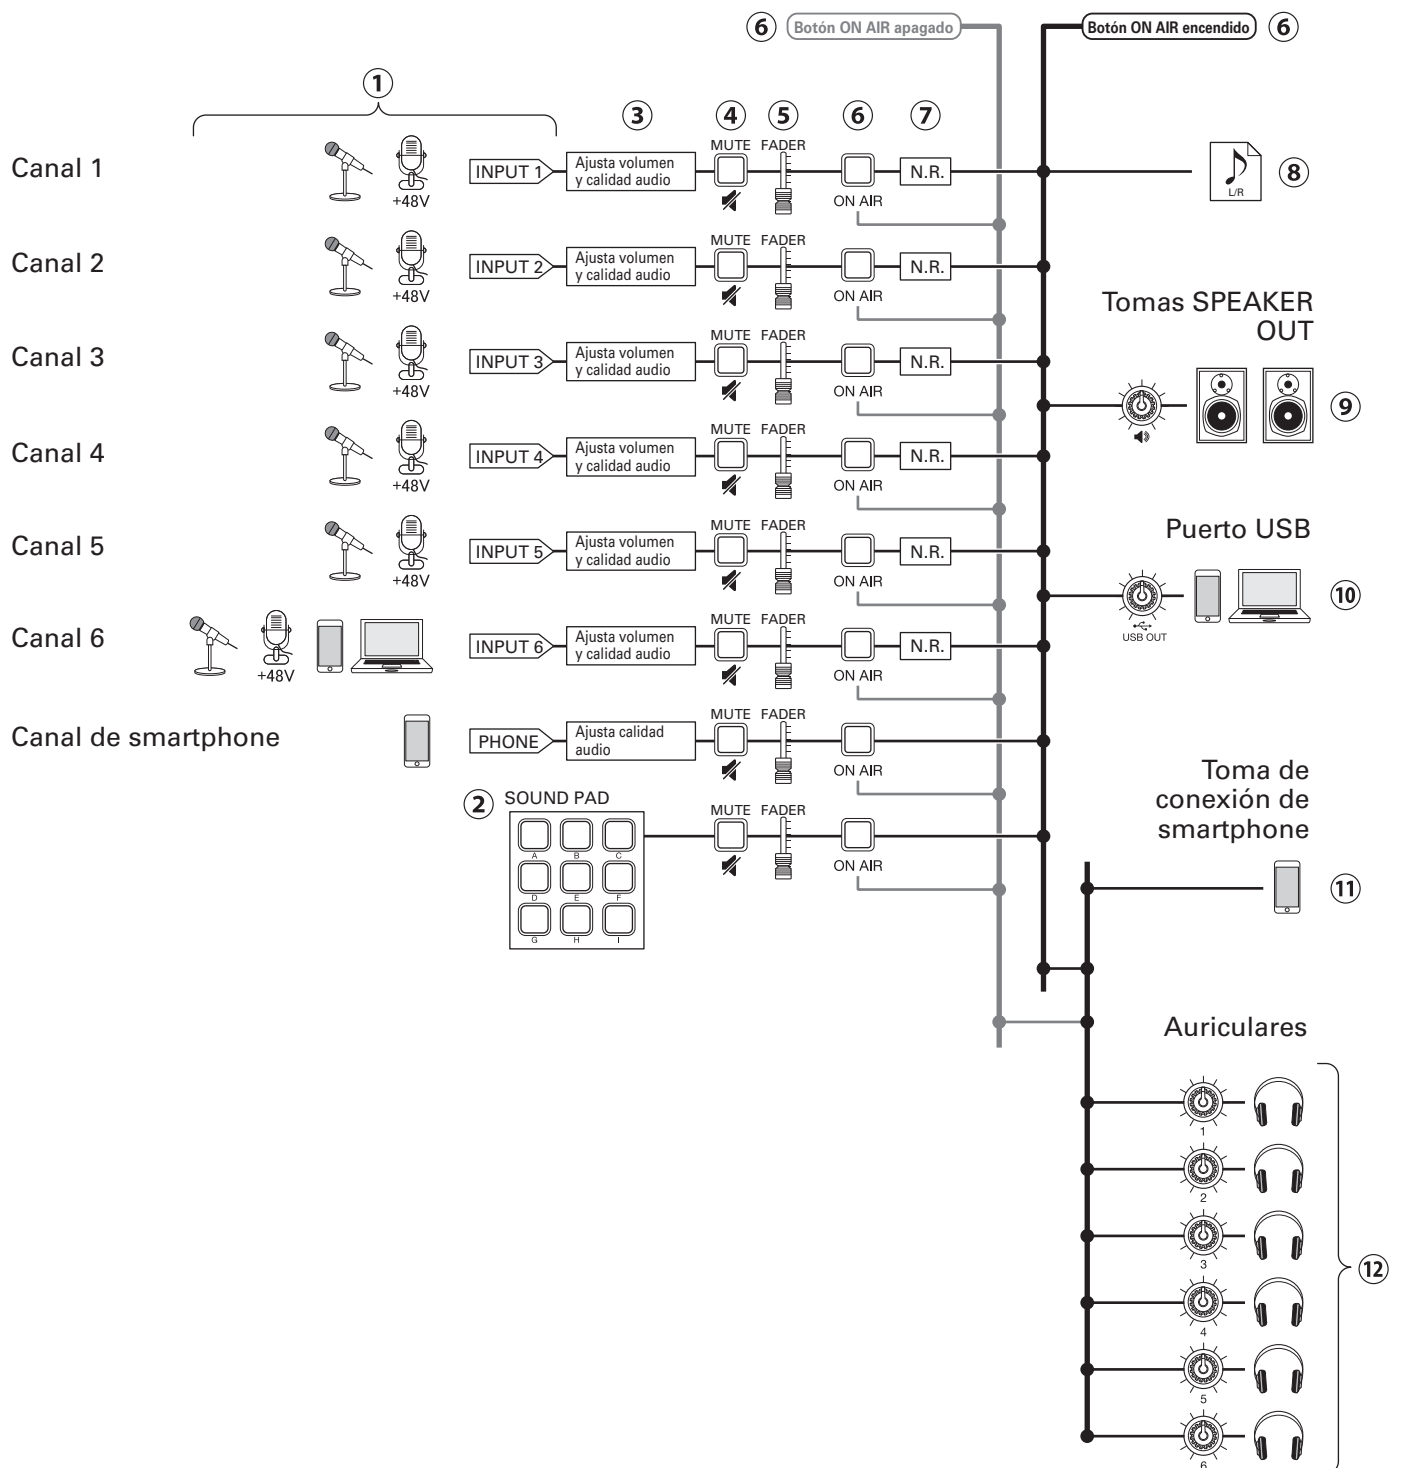 6 Botón ON AIR apagado
Botón ON AIR encendido 6
1
3 4 5 6 7
MUTE FADER
Canal 1
+48V
INPUT 1
Ajusta volumen
y calidad audio
ON AIR
N.R.
L/R
8
MUTE FADER
Canal 2
+48V
INPUT 2
Ajusta volumen
y calidad audio
ON AIR
N.R.
Tomas SPEAKER
OUT
MUTE FADER
Canal 3
+48V
INPUT 3
Ajusta volumen
y calidad audio
ON AIR
N.R.
9
MUTE FADER
Canal 4
+48V
INPUT 4
Ajusta volumen
y calidad audio
ON AIR
N.R.
Puerto USB
MUTE FADER
Canal 5
+48V
INPUT 5
Ajusta volumen
y calidad audio
ON AIR
N.R.
USB OUT
10
MUTE FADER
Canal 6
+48V
INPUT 6
Ajusta volumen
y calidad audio
ON AIR
N.R.
MUTE FADER
Canal de smartphone
PHONE
Ajusta calidad
audio
ON AIR
Toma de
conexión de
smartphone
11
2 SOUND PAD
MUTE FADER
ON AIR
A B C
D E F
G H I
Auriculares
1
2
3
4
5
6
12